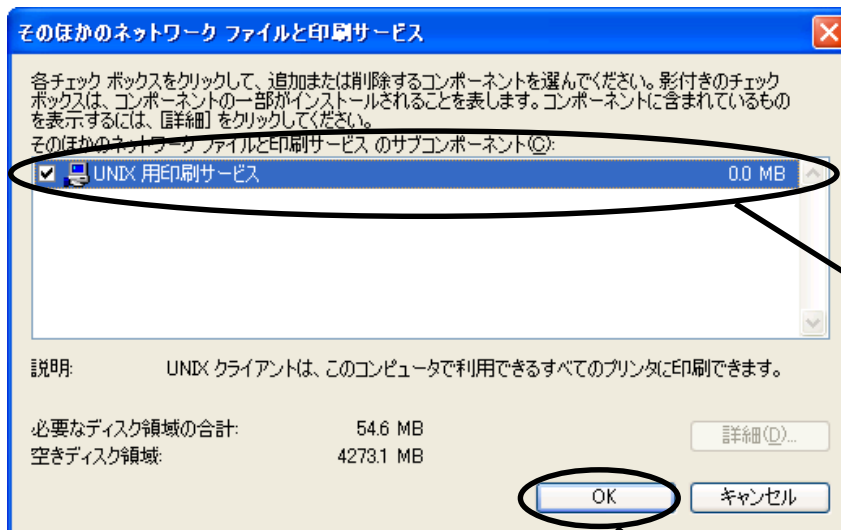 そのほかのネットワーク ファイルと印刷サービス
各チェック ボックスをクリックして、追加または削除するコンポーネントを選んでください。影付きのチェック
ボックスは、コンポーネントの一部がインストールされることを表します。コンポーネントに含まれているもの
を表示するには、[詳細] をクリックしてください。
そのほかのネットワーク ファイルと印刷サービス のサブコンポーネント(C):
UNIX 用印刷サービス 0.0 MB
説明: UNIX クライアントは、このコンピュータで利用できるすべてのプリンタに印刷できます。
必要なディスク領域の合計: 54.6 MB
詳細(D)...
空きディスク領域: 4273.1 MB
OK キャンセル